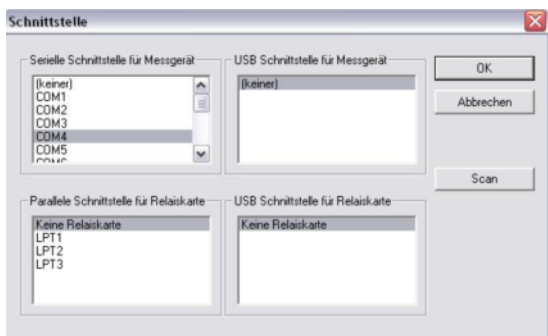 Schnittstelle
Serielle Schnittstelle für Messgerät
(keiner)
COM1
COM2
COM3
COM4
COM5
USB Schnittstelle für Messgerät
(keiner)
OK
Abbrechen
Scan
Parallele Schnittstelle für Relaiskarte
Keine Relaiskarte
LPT1
LPT2
LPT3
USB Schnittstelle für Relaiskarte
Keine Relaiskarte